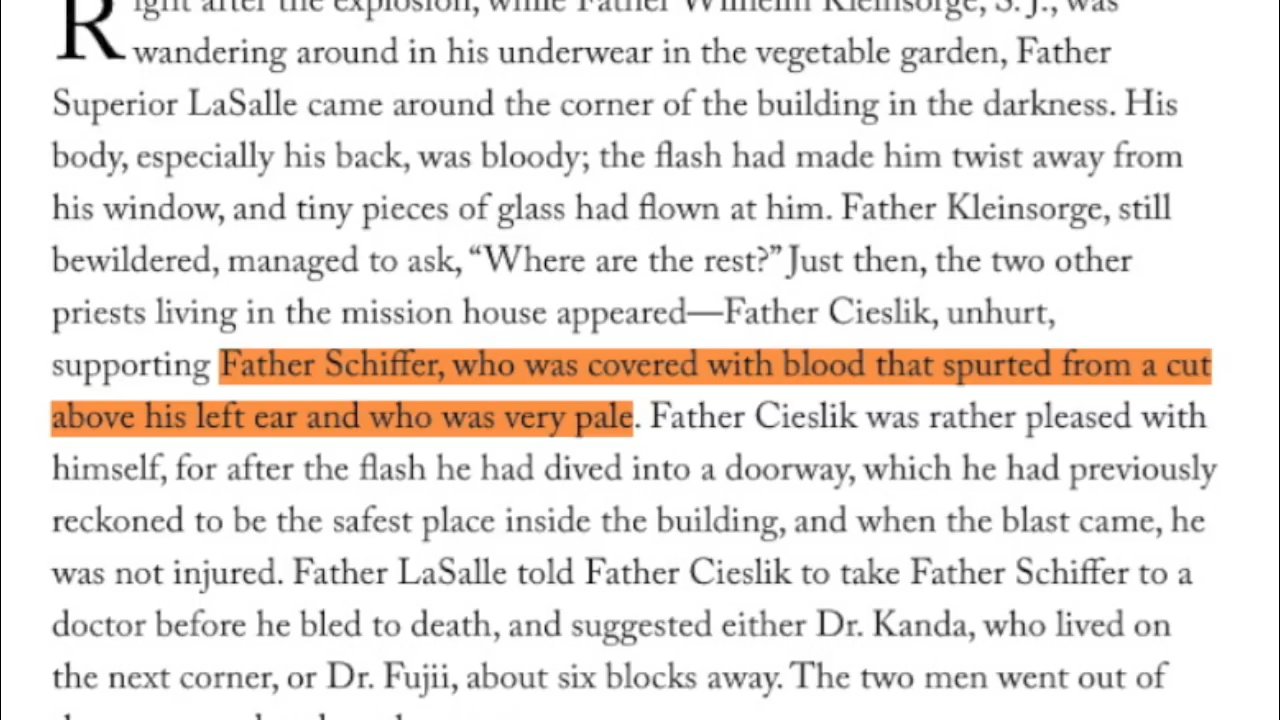 Right after the explosion, while Father Wilhelm Kleinsorge, S. J., was
wandering around in his underwear in the vegetable garden, Father
Superior LaSalle came around the corner of the building in the darkness. His
body, especially his back, was bloody; the flash had made him twist away from
his window, and tiny pieces of glass had flown at him. Father Kleinsorge, still
bewildered, managed to ask, “Where are the rest?” Just then, the two other
priests living in the mission house appeared—Father Cieslik, unhurt,
supporting Father Schiffer, who was covered with blood that spurted from a cut
above his left ear and who was very pale. Father Cieslik was rather pleased with
himself, for after the flash he had dived into a doorway, which he had previously
reckoned to be the safest place inside the building, and when the blast came, he
was not injured. Father LaSalle told Father Cieslik to take Father Schiffer to a
doctor before he bled to death, and suggested either Dr. Kanda, who lived on
the next corner, or Dr. Fujii, about six blocks away. The two men went out of